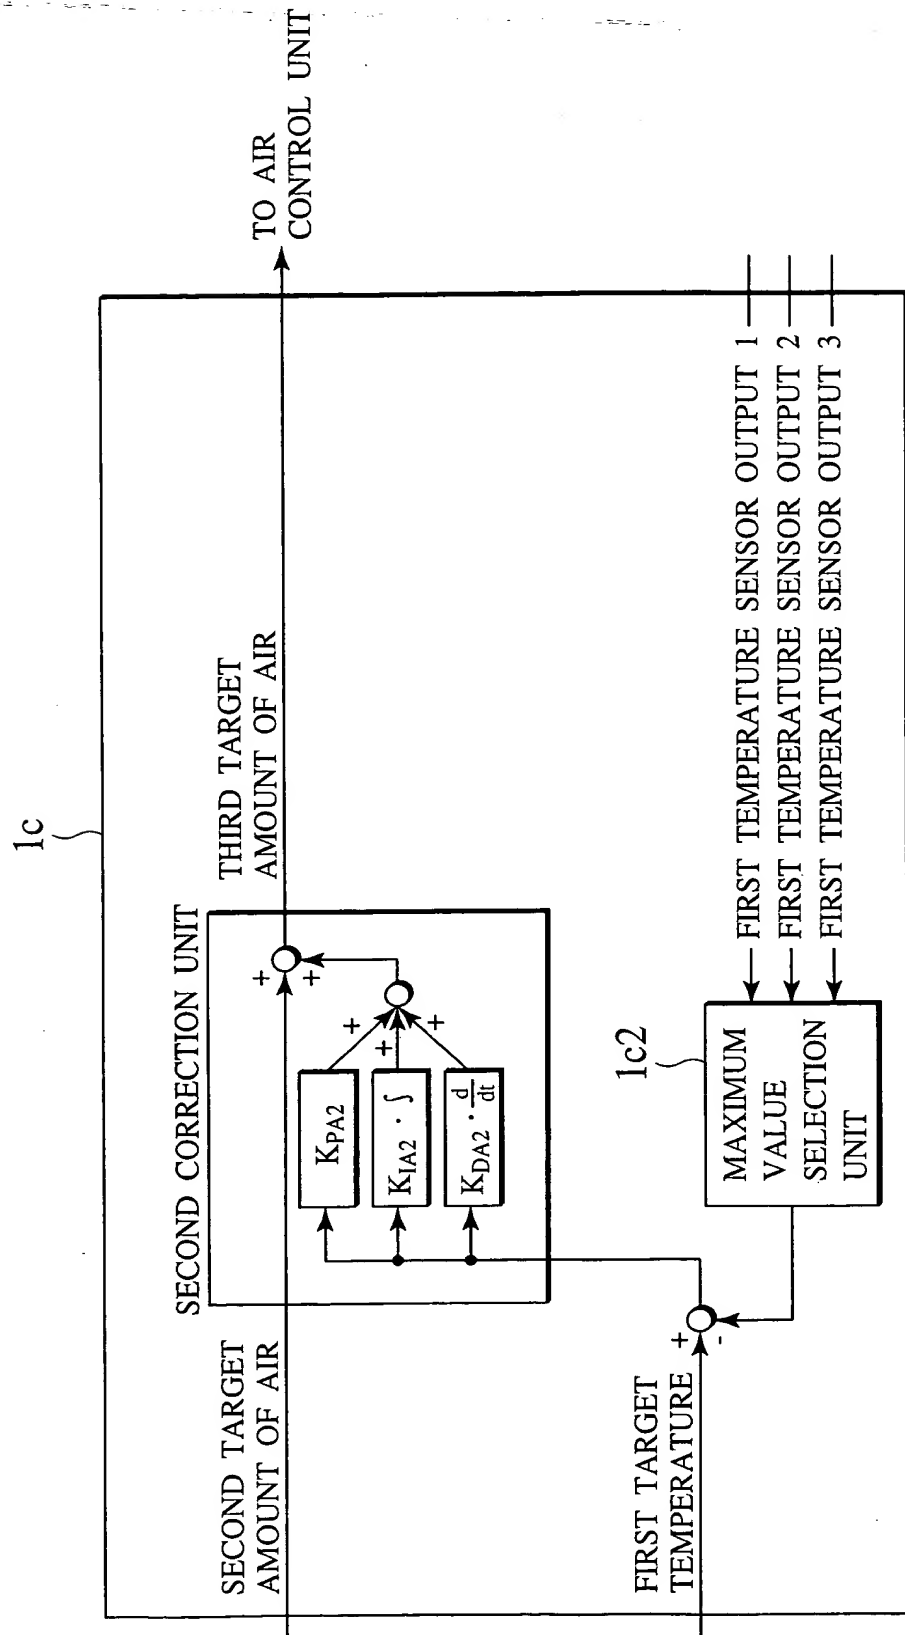 1c
SECOND TARGET
AMOUNT OF AIR
SECOND CORRECTION UNIT
+
+
K_PA2
K_IA2 · ∫
K_DA2 · d/dt
+
+
+
THIRD TARGET
AMOUNT OF AIR
TO AIR
CONTROL UNIT
FIRST TARGET
TEMPERATURE
+
-
1c2
MAXIMUM
VALUE
SELECTION
UNIT
FIRST TEMPERATURE SENSOR OUTPUT 1
FIRST TEMPERATURE SENSOR OUTPUT 2
FIRST TEMPERATURE SENSOR OUTPUT 3